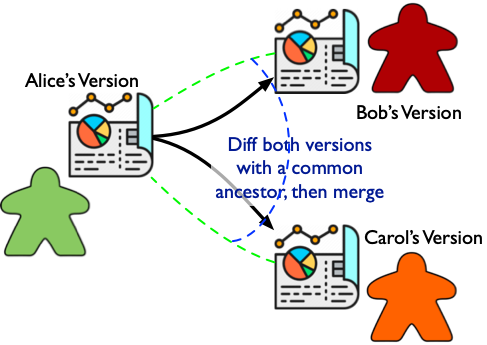 Alice's Version
Bob's Version
Diff both versions
with a common
ancestor, then merge
Carol's Version